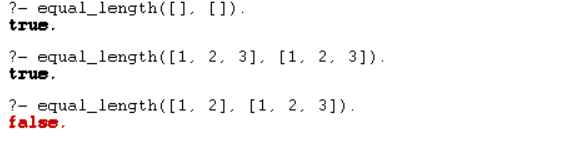 ?- equal_length([], []).
true.
?- equal_length([1, 2, 3], [1, 2, 3]).
true.
?- equal_length([1, 2], [1, 2, 3]).
false.